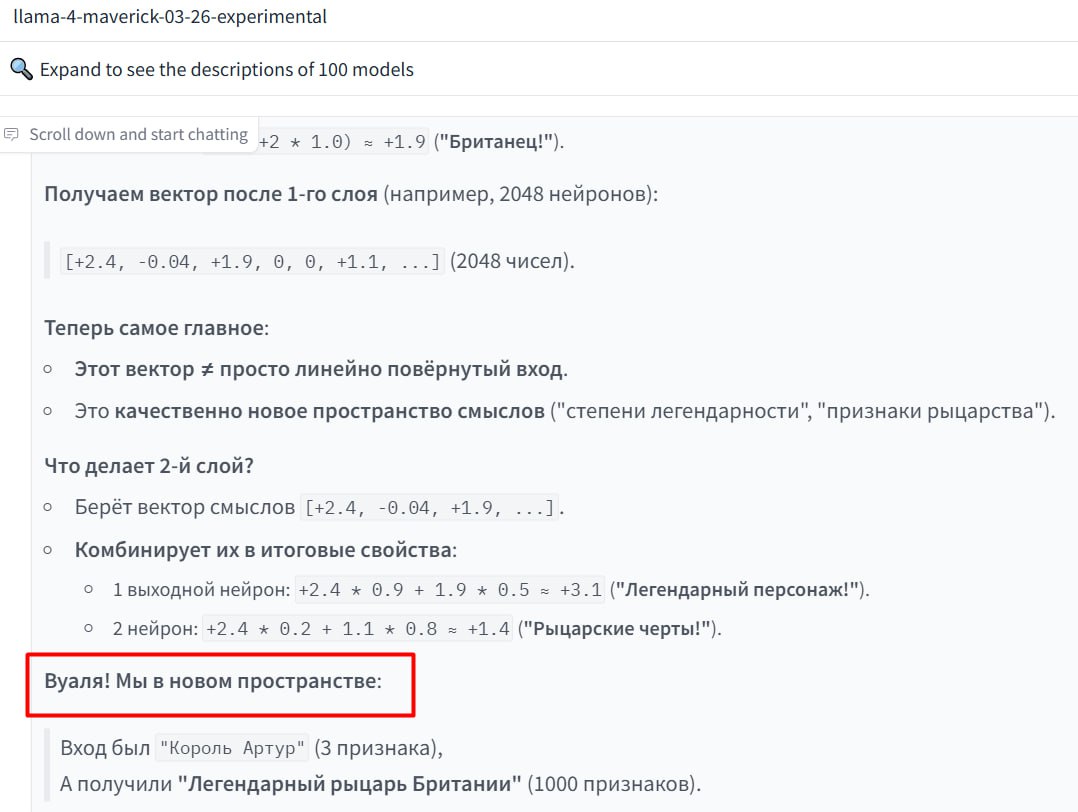 llama-4-maverick-03-26-experimental
🔍 Expand to see the descriptions of 100 models
Scroll down and start chatting
+2 * 1.0) ≈ +1.9 ("Британец!").
Получаем вектор после 1-го слоя (например, 2048 нейронов):
[+2.4, -0.04, +1.9, 0, 0, +1.1, ...] (2048 чисел).
Теперь самое главное:
Этот вектор ≠ просто линейно повёрнутый вход.
Это качественно новое пространство смыслов ("степени легендарности", "признаки рыцарства").
Что делает 2-й слой?
Берёт вектор смыслов [+2.4, -0.04, +1.9, ...].
Комбинирует их в итоговые свойства:
1 выходной нейрон: +2.4 * 0.9 + 1.9 * 0.5 ≈ +3.1 ("Легендарный персонаж!").
2 нейрон: +2.4 * 0.2 + 1.1 * 0.8 ≈ +1.4 ("Рыцарские черты!").
Вуаля! Мы в новом пространстве:
Вход был "Король Артур" (3 признака),
А получили "Легендарный рыцарь Британии" (1000 признаков).